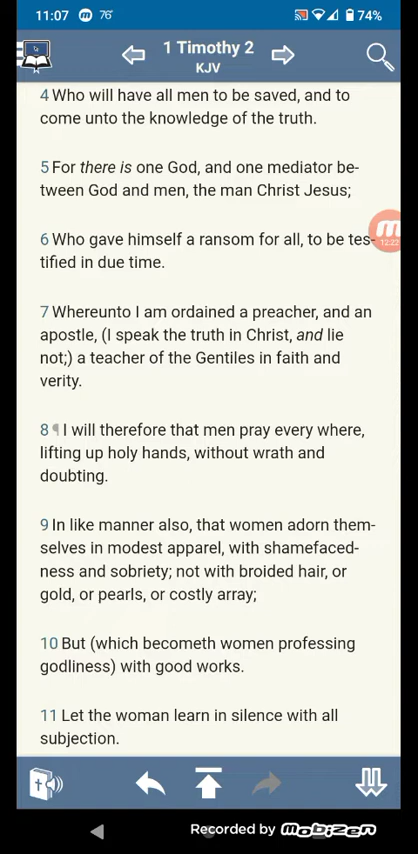 11:07 76° 74%
1 Timothy 2
KJV
4 Who will have all men to be saved, and to
come unto the knowledge of the truth.
5 For there is one God, and one mediator be-
tween God and men, the man Christ Jesus;
6 Who gave himself a ransom for all, to be tes-
tified in due time.
12:22
7 Whereunto I am ordained a preacher, and an
apostle, (I speak the truth in Christ, and lie
not;) a teacher of the Gentiles in faith and
verity.
8 ¶ I will therefore that men pray every where,
lifting up holy hands, without wrath and
doubting.
9 In like manner also, that women adorn them-
selves in modest apparel, with shamefaced-
ness and sobriety; not with broided hair, or
gold, or pearls, or costly array;
10 But (which becometh women professing
godliness) with good works.
11 Let the woman learn in silence with all
subjection.
Recorded by mobizen